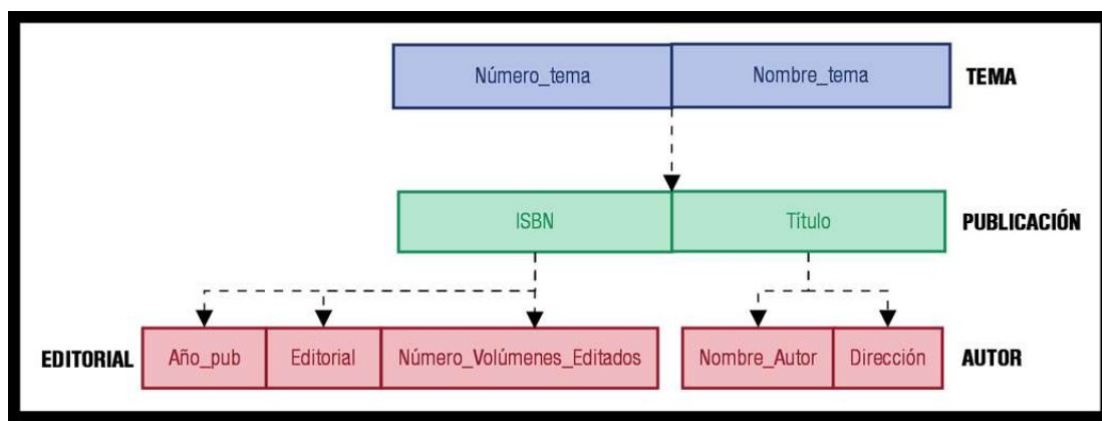 Número_tema
Nombre_tema
TEMA
ISBN
Título
PUBLICACIÓN
EDITORIAL
Año_pub
Editorial
Número_Volúmenes_Editados
Nombre_Autor
Dirección
AUTOR